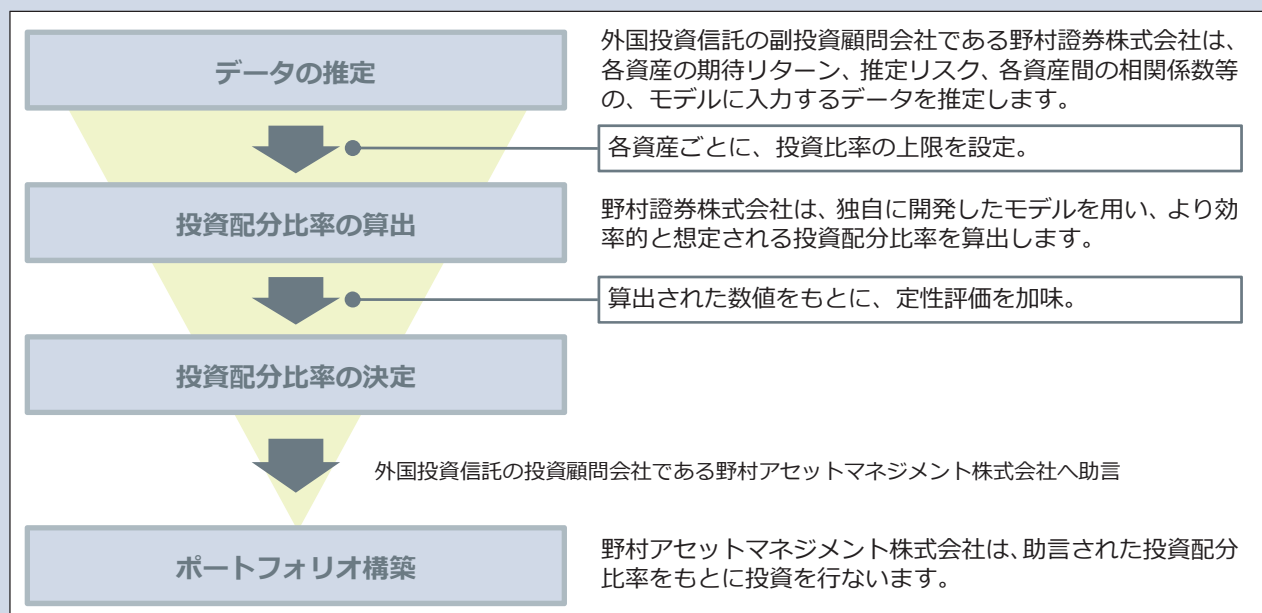 データの推定
外国投資信託の副投資顧問会社である野村證券株式会社は、
各資産の期待リターン、推定リスク、各資産間の相関係数等
の、モデルに入力するデータを推定します。
各資産ごとに、投資比率の上限を設定。
投資配分比率の算出
野村證券株式会社は、独自に開発したモデルを用い、より効
率的と想定される投資配分比率を算出します。
算出された数値をもとに、定性評価を加味。
投資配分比率の決定
外国投資信託の投資顧問会社である野村アセットマネジメント株式会社へ助言
ポートフォリオ構築
野村アセットマネジメント株式会社は、助言された投資配分
比率をもとに投資を行ないます。